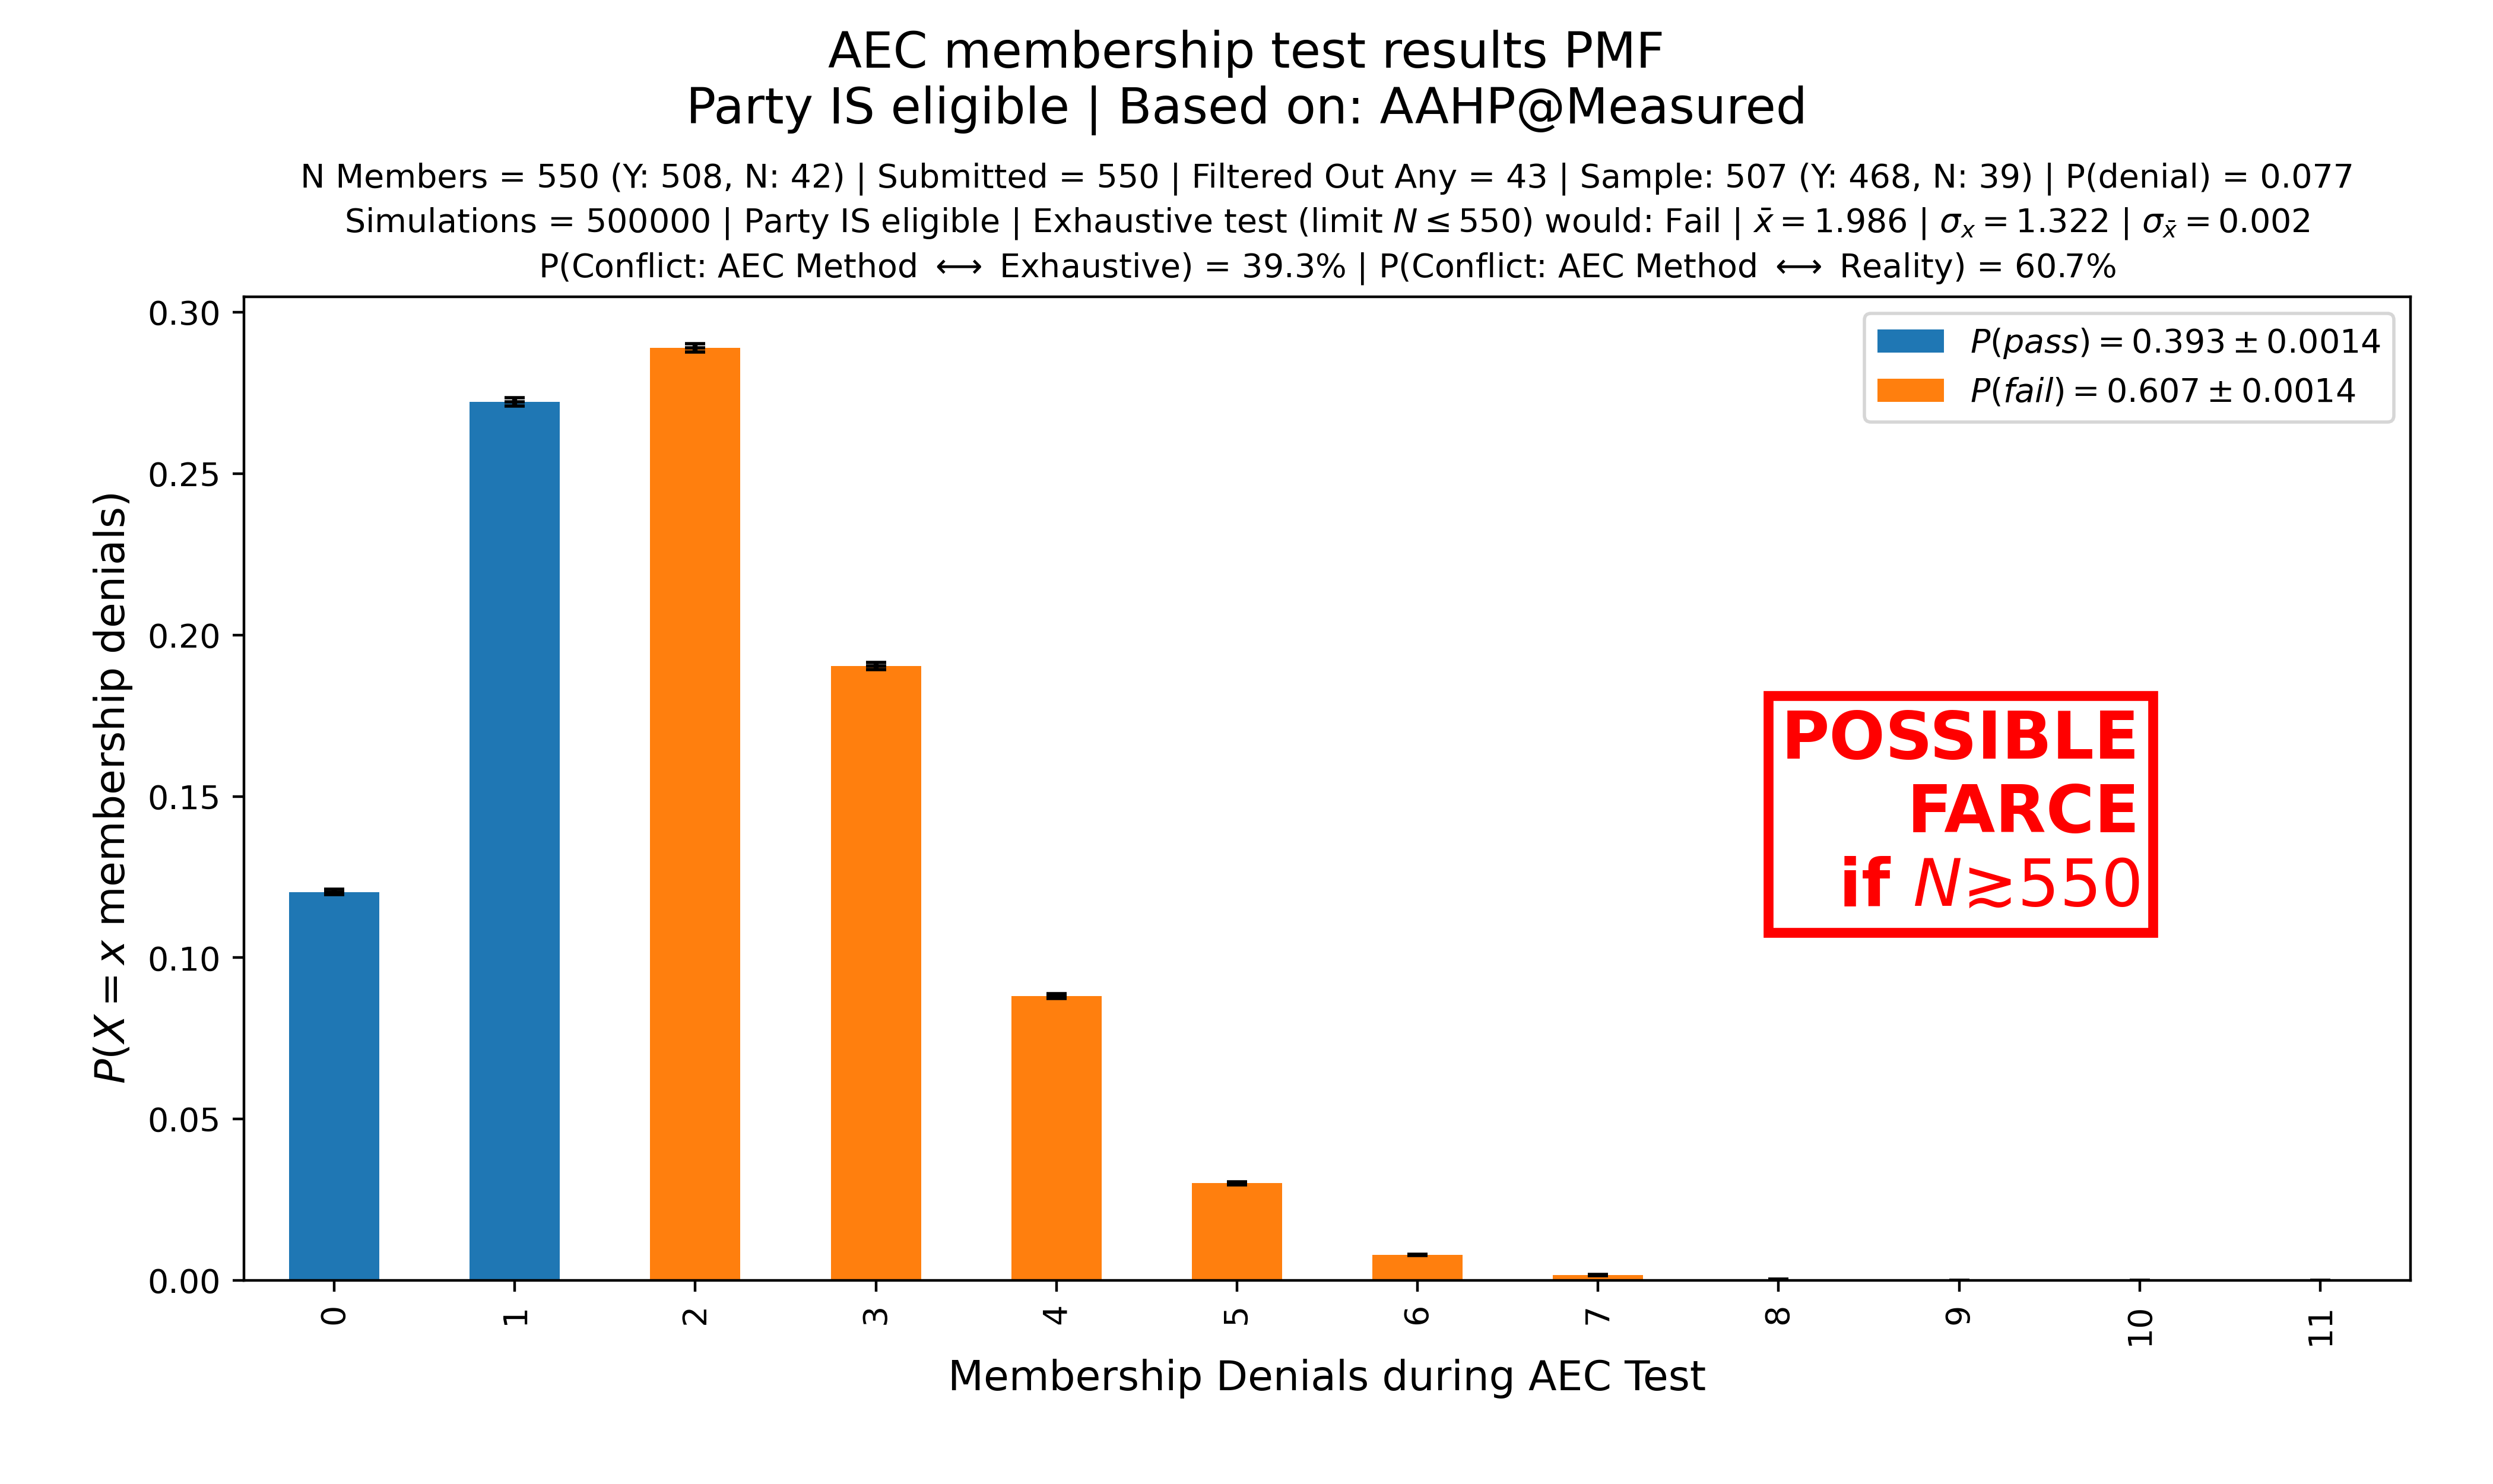 AEC membership test results PMF
Party IS eligible | Based on: AAHP@Measured
N Members = 550 (Y: 508, N: 42) | Submitted = 550 | Filtered Out Any = 43 | Sample: 507 (Y: 468, N: 39) | P(denial) = 0.077
Simulations = 500000 | Party IS eligible | Exhaustive test (limit N ≤ 550) would: Fail | x̄ = 1.986 | σₓ = 1.322 | σ_x̄ = 0.002
P(Conflict: AEC Method ⟷ Exhaustive) = 39.3% | P(Conflict: AEC Method ⟷ Reality) = 60.7%
P(pass) = 0.393 ± 0.0014
P(fail) = 0.607 ± 0.0014
P(X = x membership denials)
0.30
0.25
0.20
0.15
0.10
0.05
0.00
POSSIBLE
FARCE
if N⪆550
0 1 2 3 4 5 6 7 8 9 10 11
Membership Denials during AEC Test